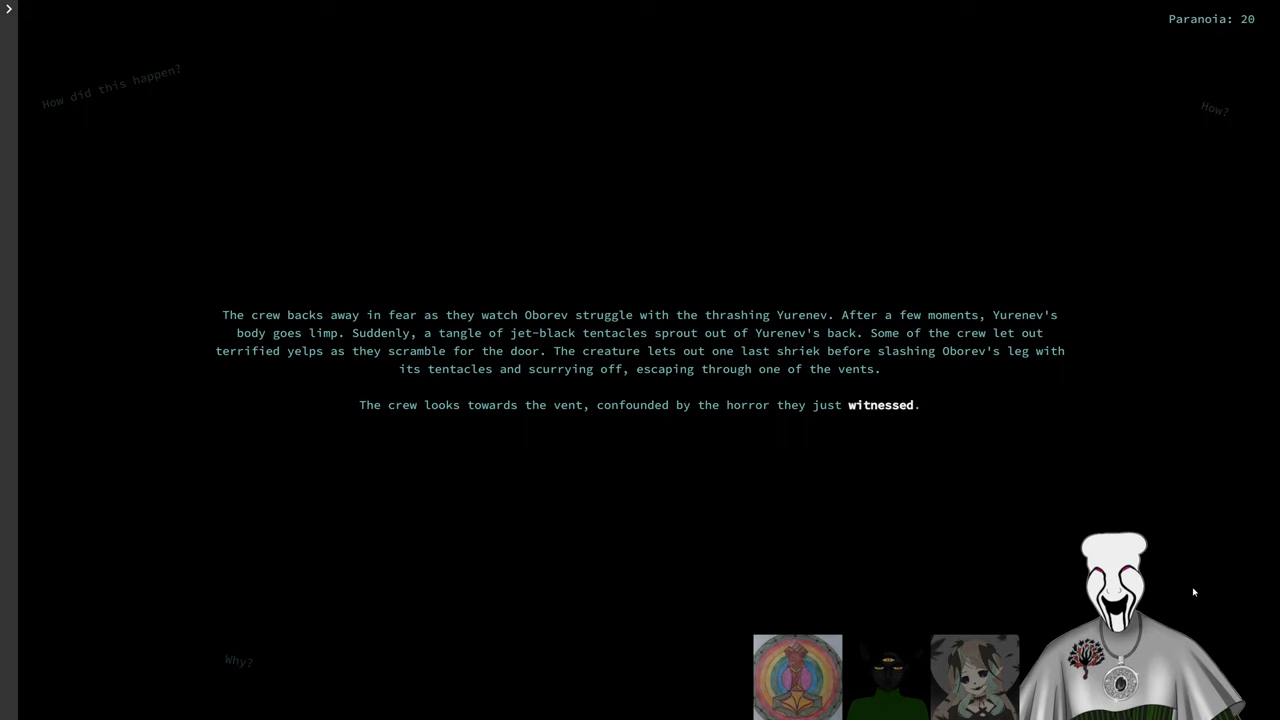 Paranoia: 20
How did this happen?
How?
The crew backs away in fear as they watch Oborev struggle with the thrashing Yurenev. After a few moments, Yurenev's
body goes limp. Suddenly, a tangle of jet-black tentacles sprout out of Yurenev's back. Some of the crew let out
terrified yelps as they scramble for the door. The creature lets out one last shriek before slashing Oborev's leg with
its tentacles and scurrying off, escaping through one of the vents.
The crew looks towards the vent, confounded by the horror they just witnessed.
Why?